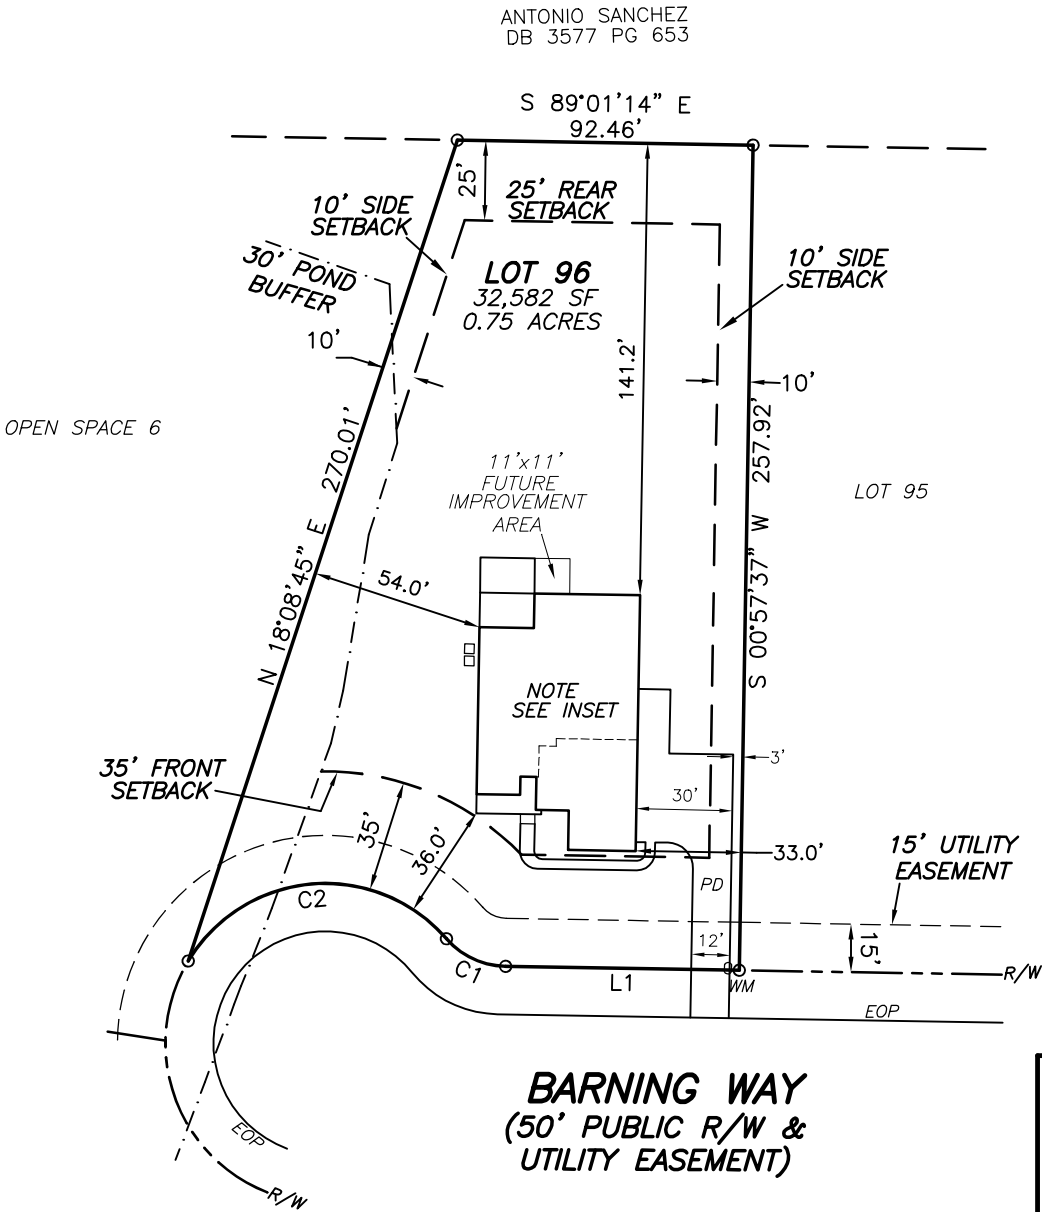 ANTONIO SANCHEZ
DB 3577 PG 653
S 89°01'14" E
92.46'
25'
25' REAR
SETBACK
10' SIDE
SETBACK
30' POND
BUFFER
LOT 96
32,582 SF
0.75 ACRES
10' SIDE
SETBACK
10'
141.2'
10'
OPEN SPACE 6
N 18°08'45" E 270.01'
S 00°57'37" W 257.92'
LOT 95
11'x11'
FUTURE
IMPROVEMENT
AREA
54.0'
NOTE
SEE INSET
35' FRONT
SETBACK
3'
30'
35'
36.0'
33.0'
15' UTILITY
EASEMENT
PD
C2
12'
15'
C1
L1
WM
R/W
EOP
BARNING WAY
(50' PUBLIC R/W &
UTILITY EASEMENT)
EOP
R/W